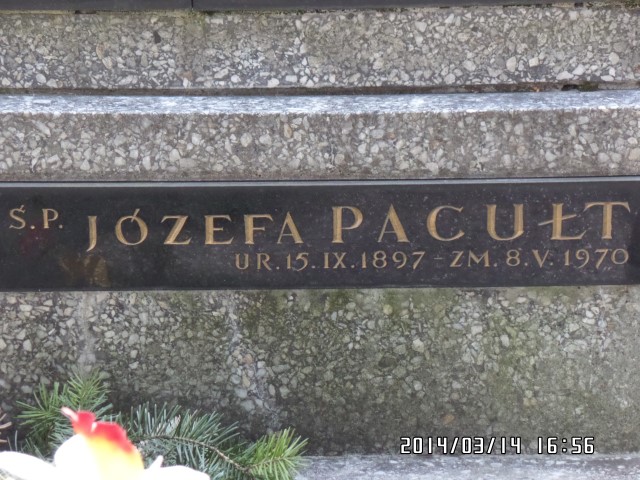 Ś.P. JÓZEFA PACUŁT
UR. 15. IX. 1897 - ZM. 8. V. 1970
2014/03/14 16:56